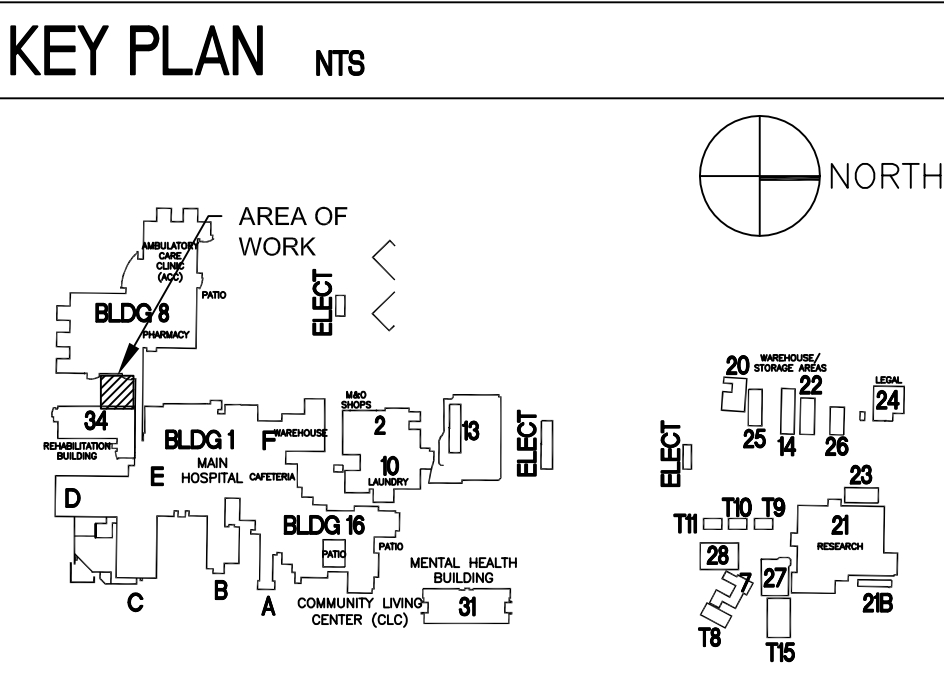 KEY PLAN NTS
NORTH
AREA OF
WORK
AMBULATORY
CARE
CLINIC
(ACC)
PATIO
BLDG 8
PHARMACY
ELECT
34
REHABILITATION
BUILDING
BLDG 1
MAIN
HOSPITAL
E
F
WAREHOUSE
CAFETERIA
M&O
SHOPS
2
10
LAUNDRY
13
ELECT
D
C
B
A
BLDG 16
PATIO
PATIO
COMMUNITY LIVING
CENTER (CLC)
MENTAL HEALTH
BUILDING
31
ELECT
20
WAREHOUSE/
STORAGE AREAS
22
25
14
26
LEGAL
24
23
T11
T10
T9
21
RESEARCH
28
7
27
21B
T8
T15